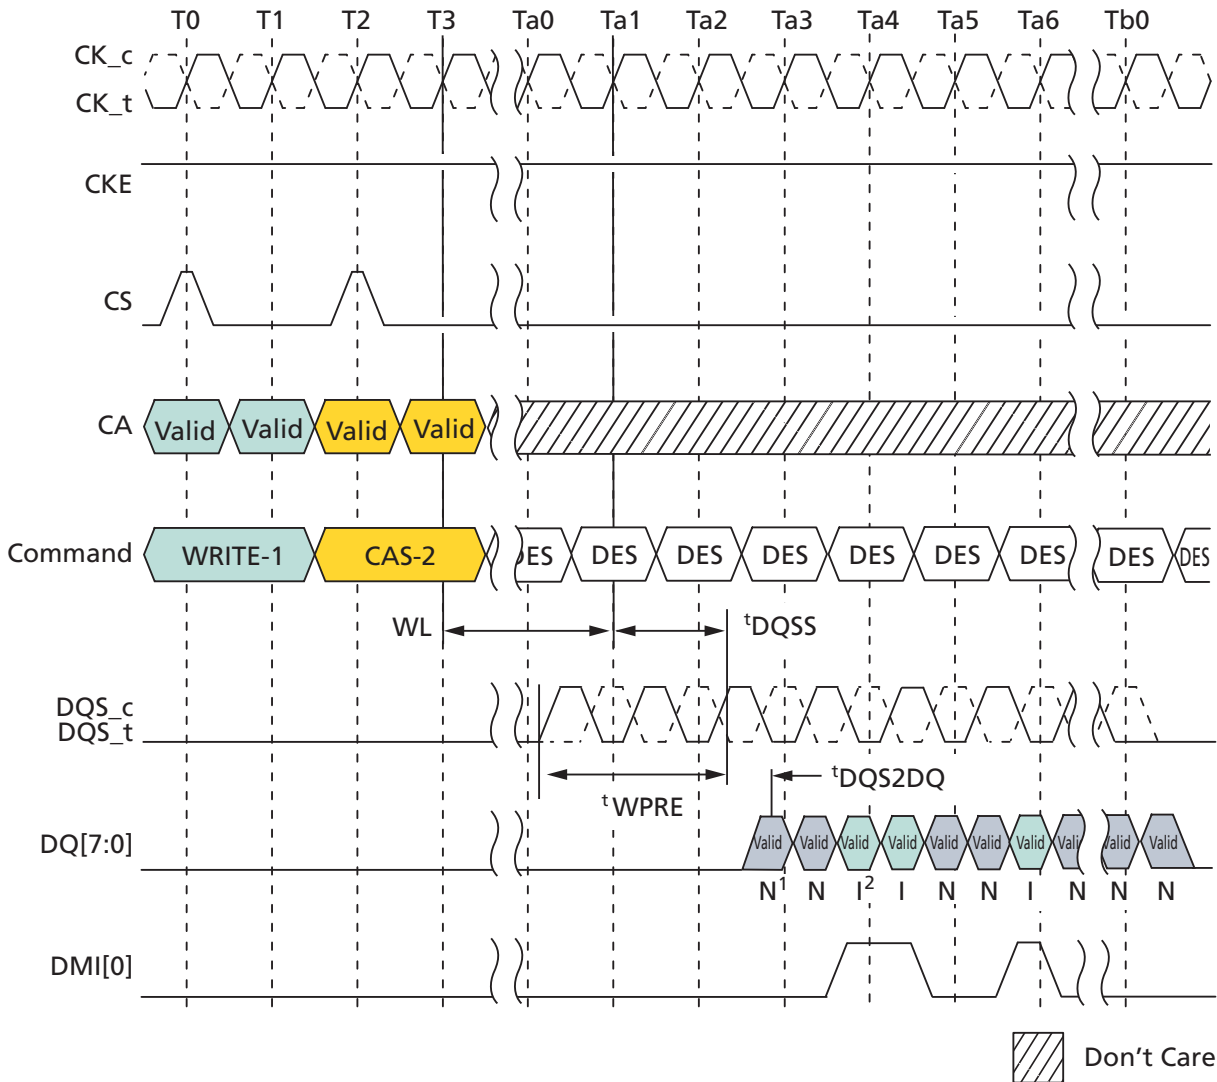 T0 T1 T2 T3 Ta0 Ta1 Ta2 Ta3 Ta4 Ta5 Ta6 Tb0
CK_c
CK_t
CKE
CS
CA Valid Valid Valid Valid
Command WRITE-1 CAS-2 DES DES DES DES DES DES DES DES DES
WL tDQSS
DQS_c
DQS_t
tDQS2DQ
tWPRE
DQ[7:0] Valid Valid Valid Valid Valid Valid Valid Valid Valid Valid
N1 N I2 I N N I N N N
DMI[0]
Don't Care